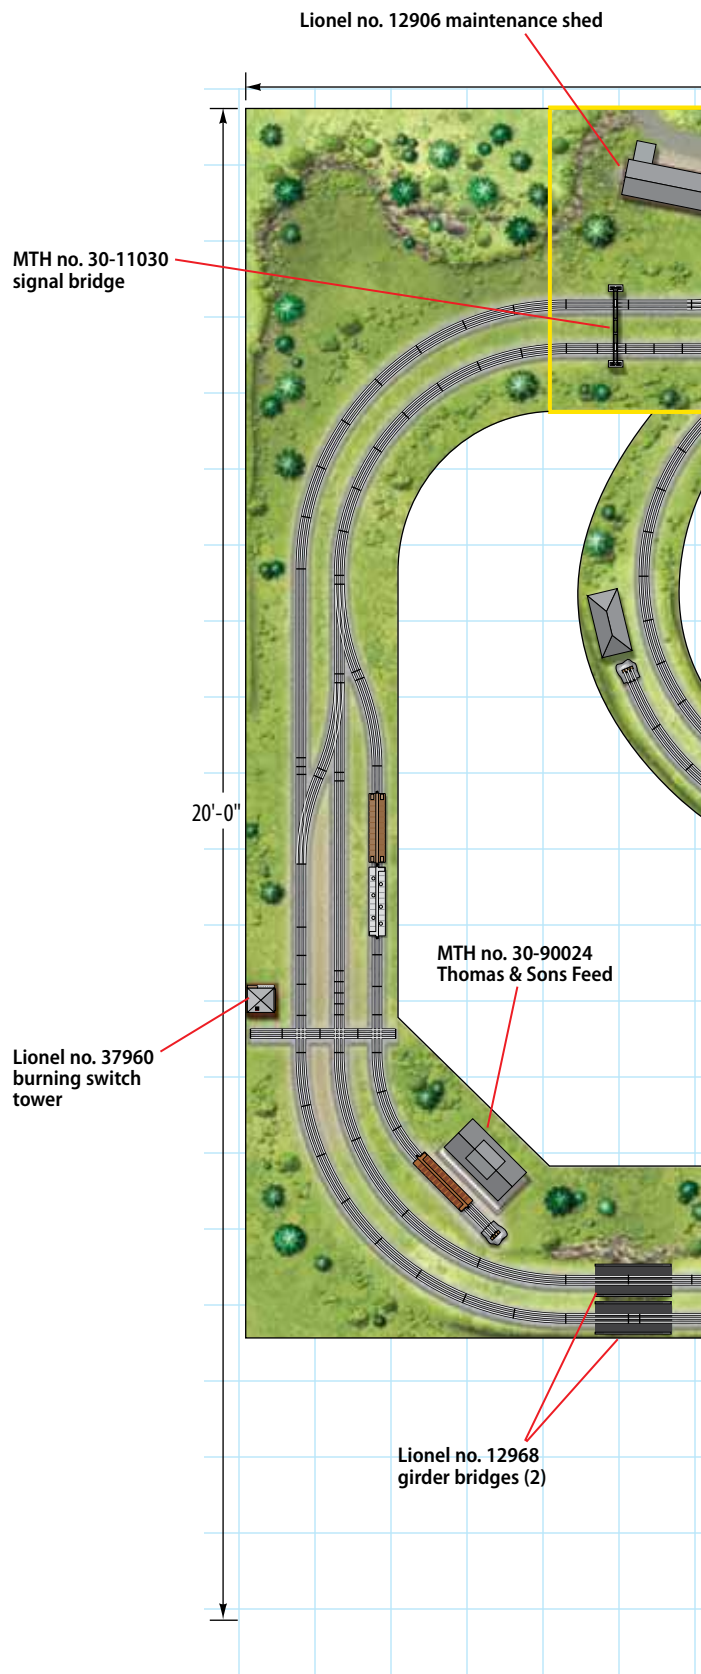 Lionel no. 12906 maintenance shed
MTH no. 30-11030
signal bridge
20'-0"
MTH no. 30-90024
Thomas & Sons Feed
Lionel no. 37960
burning switch
tower
Lionel no. 12968
girder bridges (2)